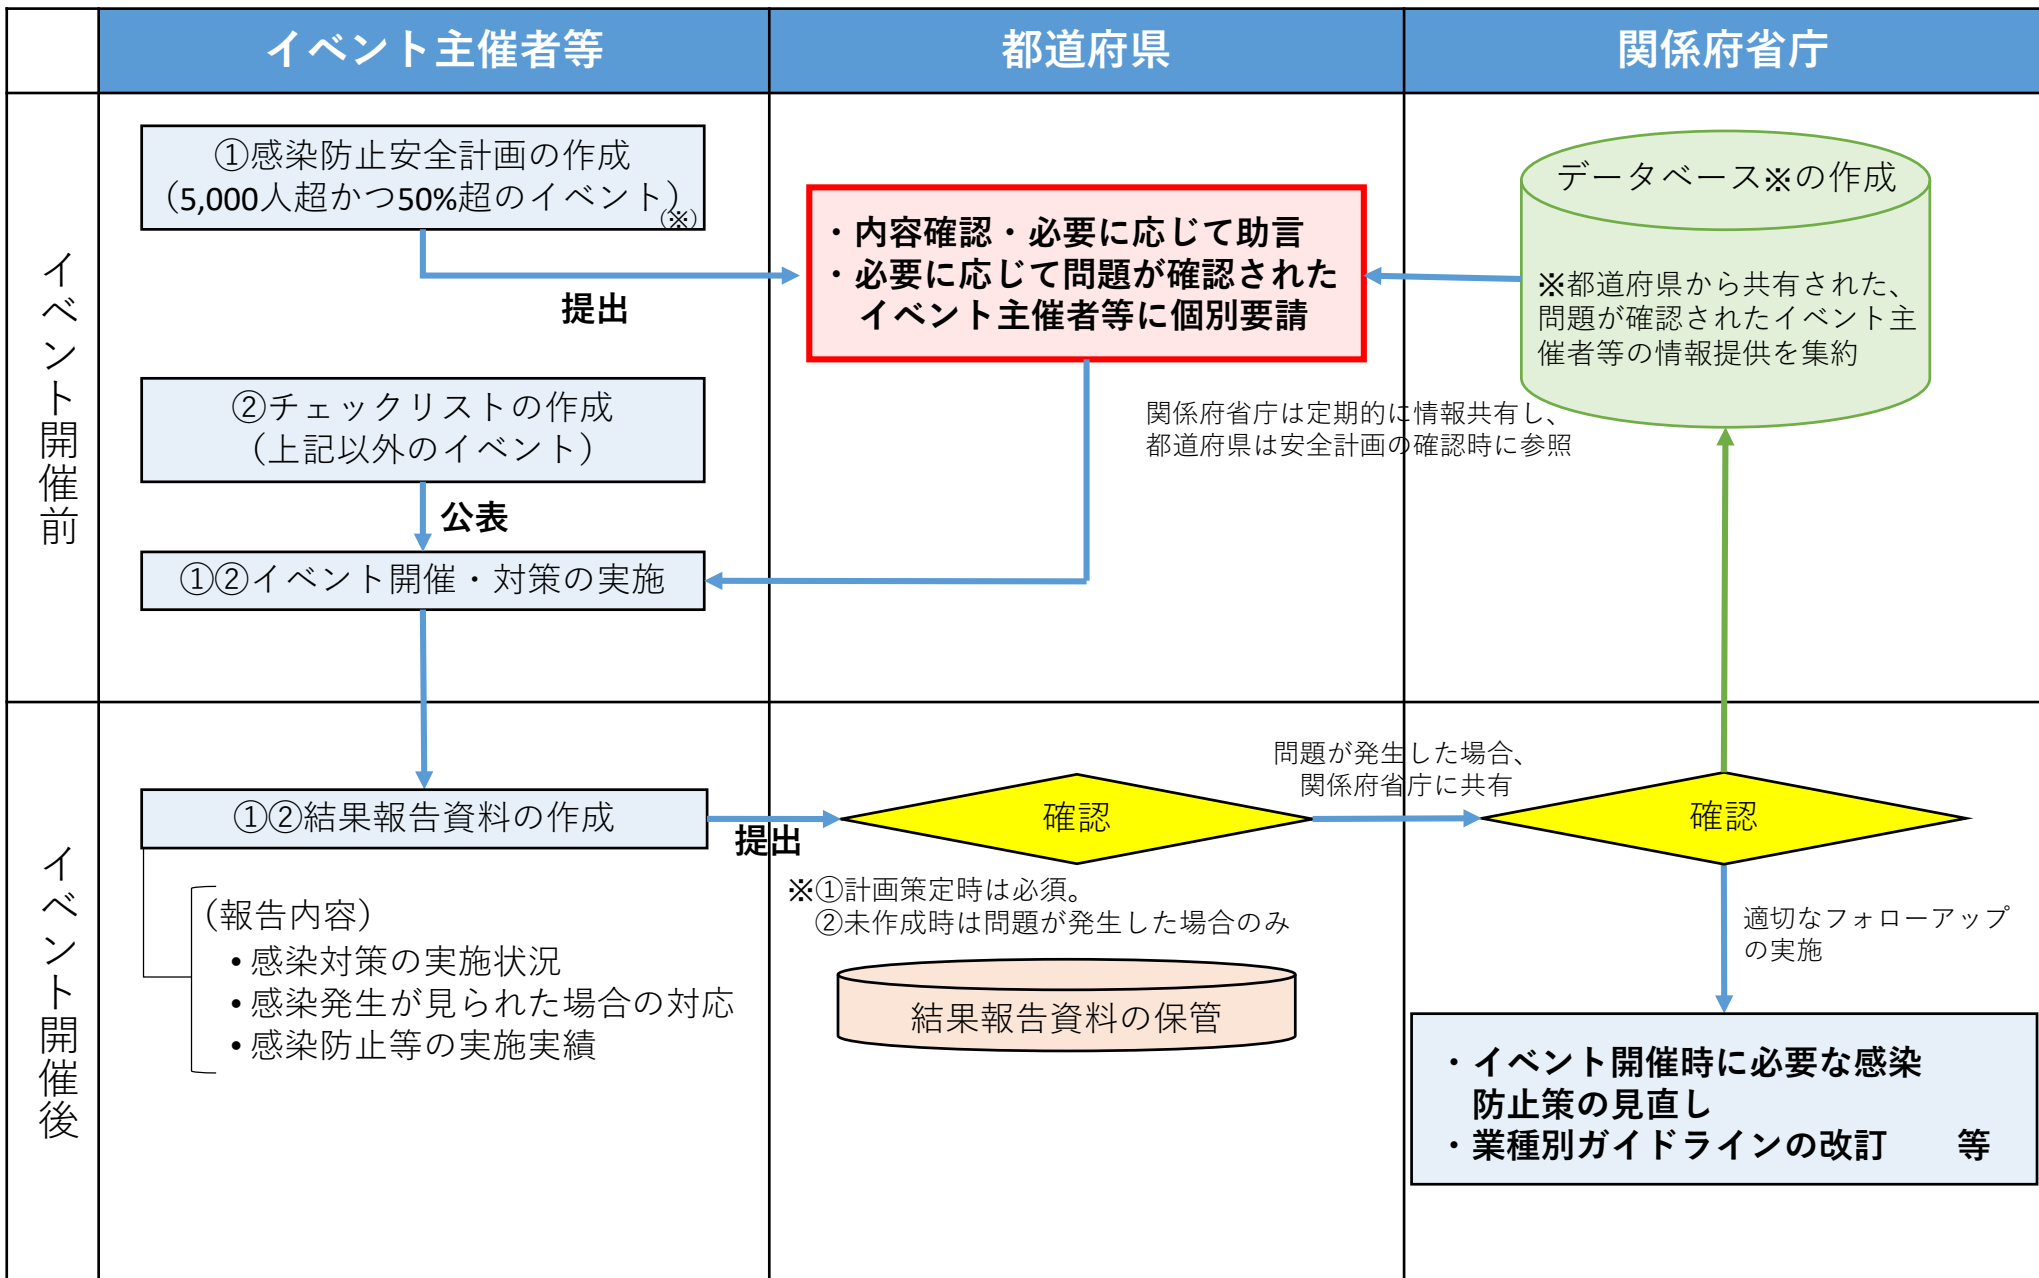 イベント主催者等
都道府県
関係府省庁
イベント開催前
①感染防止安全計画の作成
（5,000人超かつ50%超のイベント）
（※）
提出
②チェックリストの作成
（上記以外のイベント）
公表
①②イベント開催・対策の実施
・内容確認・必要に応じて助言
・必要に応じて問題が確認された
イベント主催者等に個別要請
関係府省庁は定期的に情報共有し、
都道府県は安全計画の確認時に参照
データベース※の作成
※都道府県から共有された、
問題が確認されたイベント主
催者等の情報提供を集約
イベント開催後
①②結果報告資料の作成
提出
（報告内容）
• 感染対策の実施状況
• 感染発生が見られた場合の対応
• 感染防止等の実施実績
確認
※①計画策定時は必須。
②未作成時は問題が発生した場合のみ
結果報告資料の保管
問題が発生した場合、
関係府省庁に共有
確認
適切なフォローアップ
の実施
・イベント開催時に必要な感染
防止策の見直し
・業種別ガイドラインの改訂　等